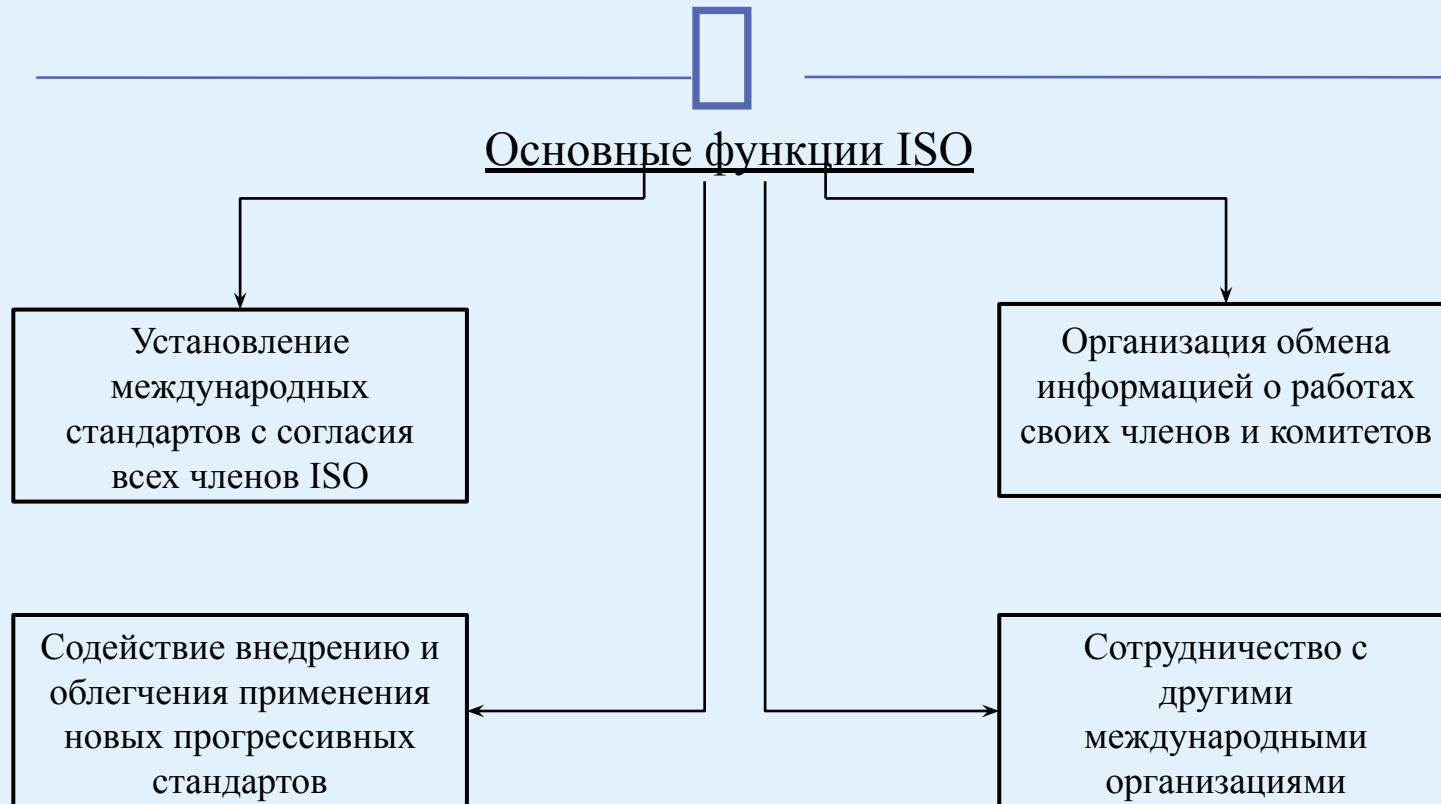 Основные функции ISO
Установление
международных
стандартов с согласия
всех членов ISO
Организация обмена
информацией о работах
своих членов и комитетов
Содействие внедрению и
облегчения применения
новых прогрессивных
стандартов
Сотрудничество с
другими
международными
организациями